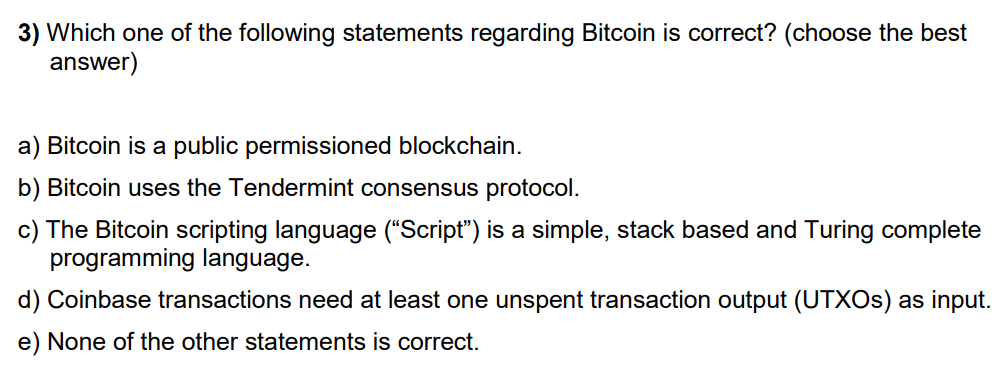 3) Which one of the following statements regarding Bitcoin is correct? (choose the best
answer)
a) Bitcoin is a public permissioned blockchain.
b) Bitcoin uses the Tendermint consensus protocol.
c) The Bitcoin scripting language (“Script”) is a simple, stack based and Turing complete
programming language.
d) Coinbase transactions need at least one unspent transaction output (UTXOs) as input.
e) None of the other statements is correct.